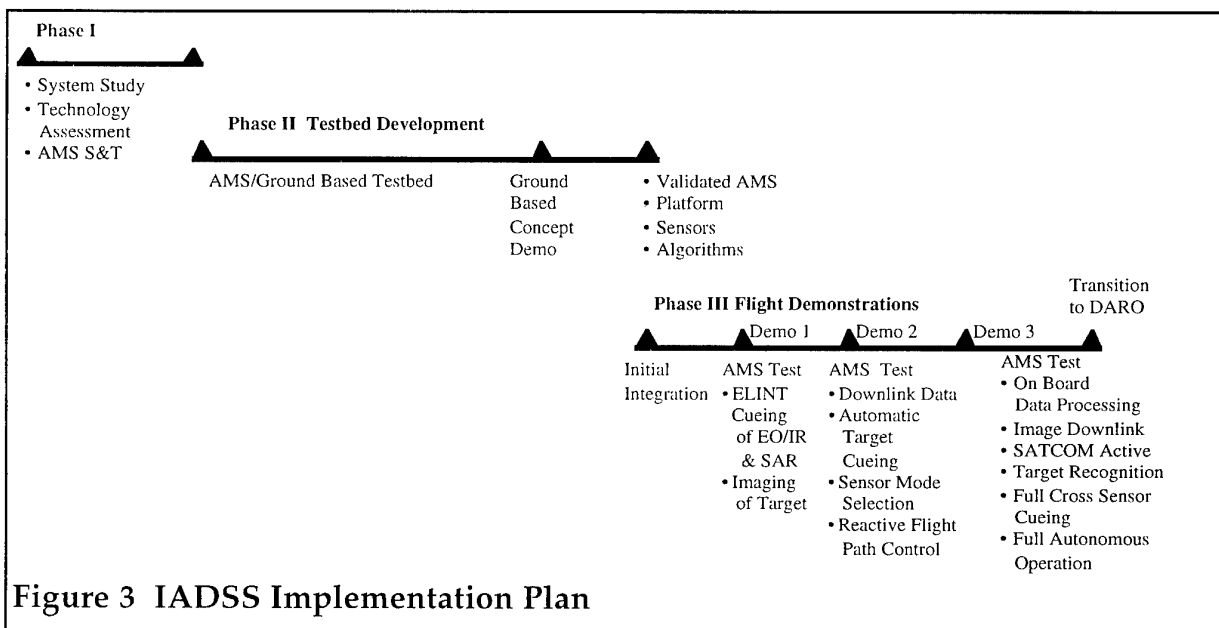 Phase I
• System Study
• Technology
Assessment
• AMS S&T
Phase II Testbed Development
AMS/Ground Based Testbed
Ground
Based
Concept
Demo
• Validated AMS
• Platform
• Sensors
• Algorithms
Phase III Flight Demonstrations
Transition
to DARO
Demo 1
Demo 2
Demo 3
Initial
Integration
AMS Test
• ELINT
Cueing
of EO/IR
& SAR
• Imaging
of Target
AMS Test
• Downlink Data
• Automatic
Target
Cueing
• Sensor Mode
Selection
• Reactive Flight
Path Control
AMS Test
• On Board
Data Processing
• Image Downlink
• SATCOM Active
• Target Recognition
• Full Cross Sensor
Cueing
• Full Autonomous
Operation
Figure 3 IADSS Implementation Plan